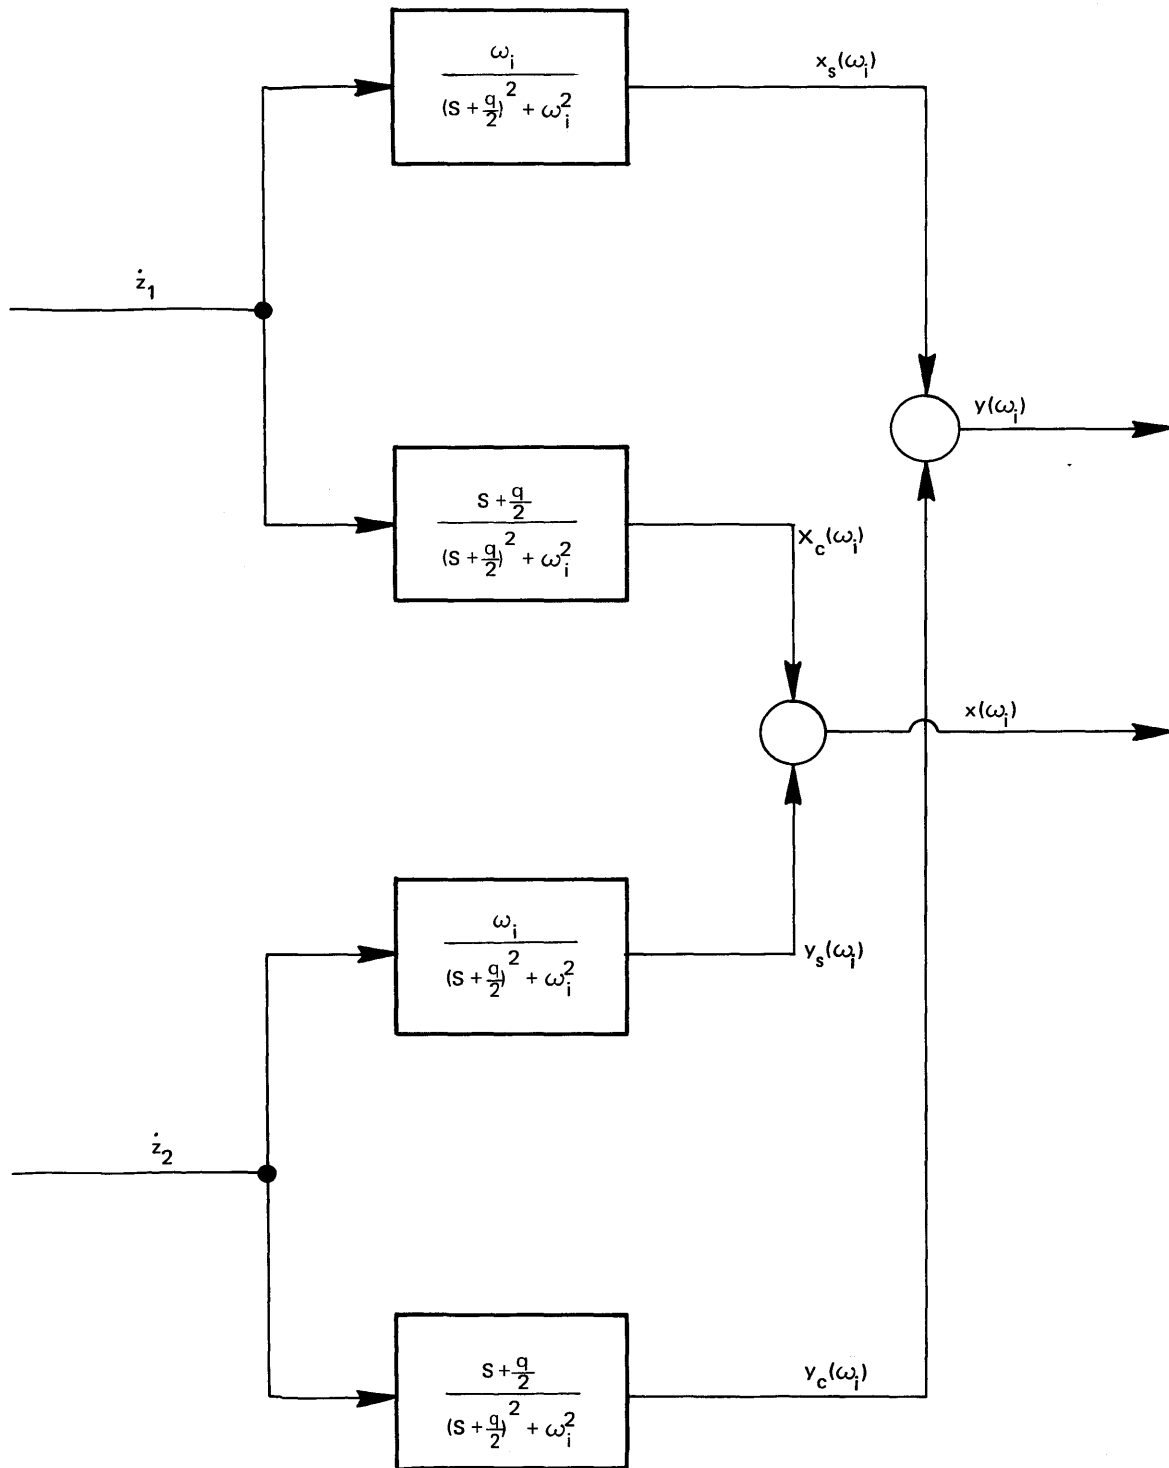 ω_i
(S + q/2)^2 + ω_i^2
x_s(ω_i)
ż_1
y(ω_i)
S + q/2
(S + q/2)^2 + ω_i^2
x_c(ω_i)
x(ω_i)
ω_i
(S + q/2)^2 + ω_i^2
y_s(ω_i)
ż_2
S + q/2
(S + q/2)^2 + ω_i^2
y_c(ω_i)